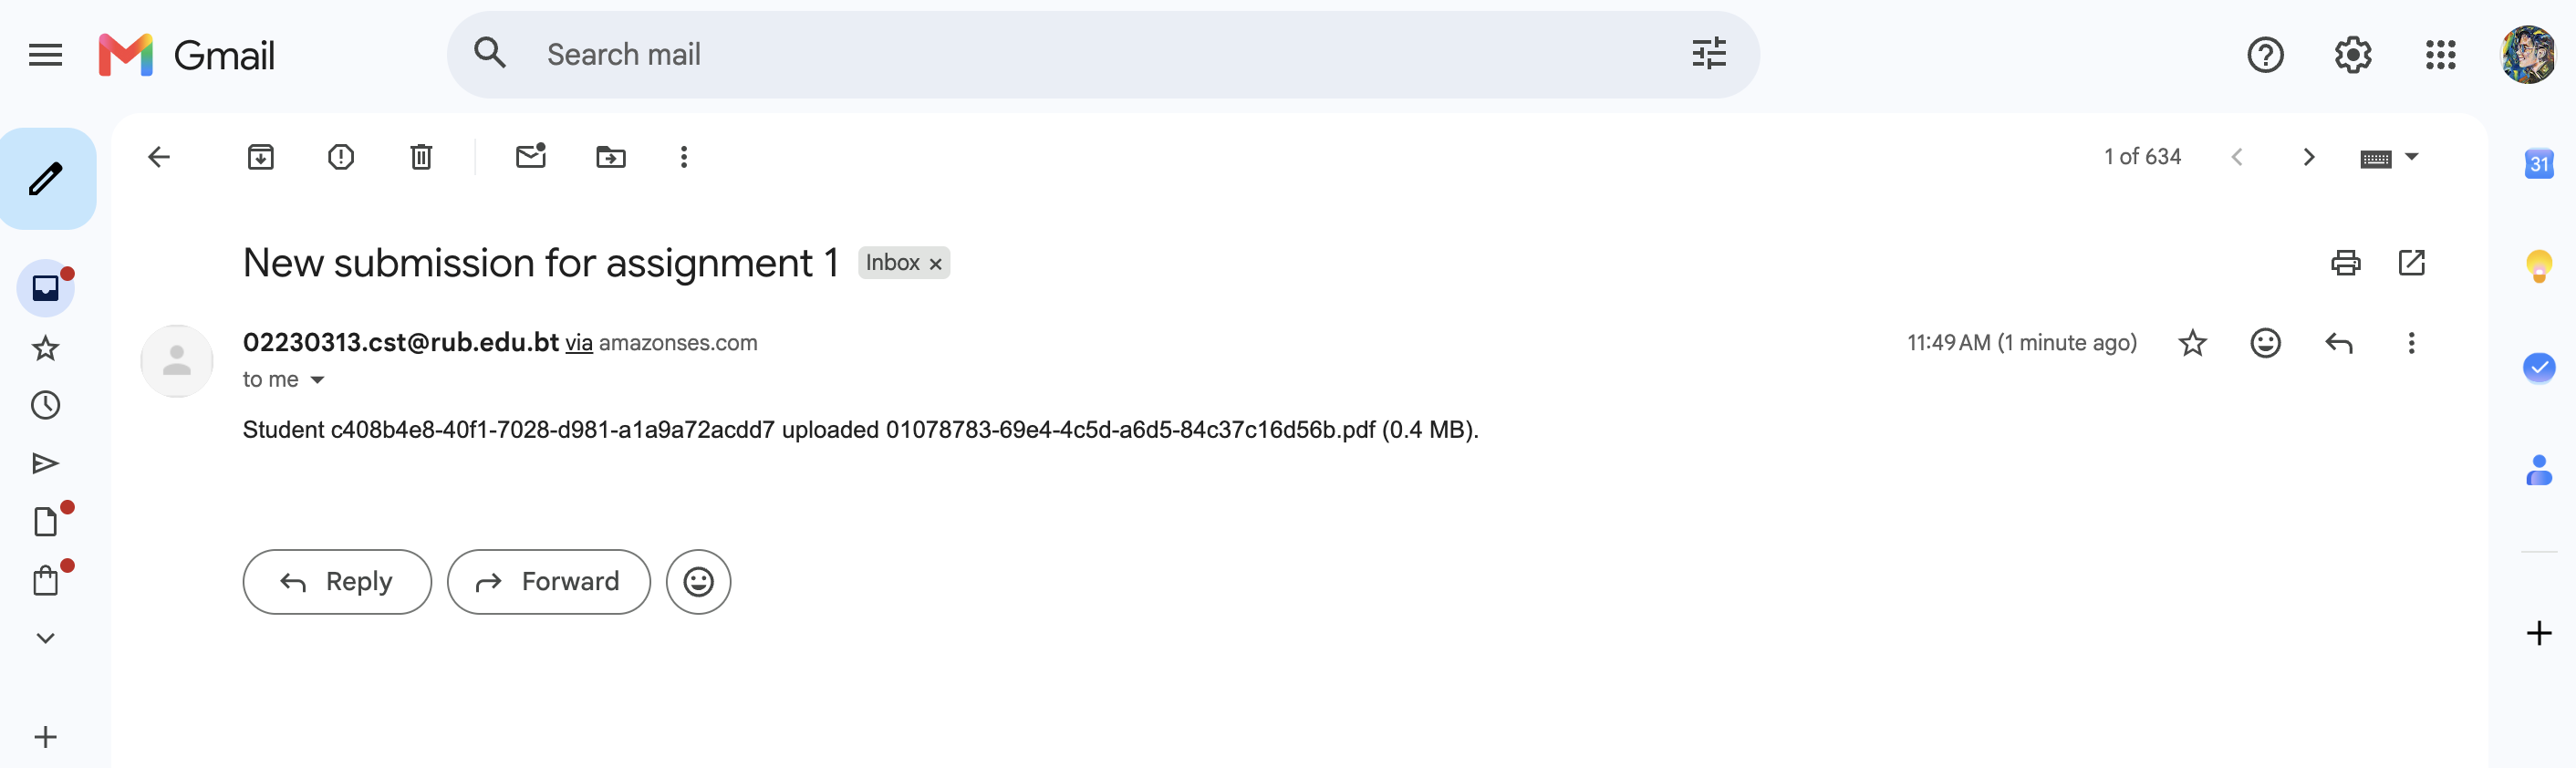 Gmail
Search mail
1 of 634
31
New submission for assignment 1 Inbox x
02230313.cst@rub.edu.bt via amazonses.com
11:49 AM (1 minute ago)
to me
Student c408b4e8-40f1-7028-d981-a1a9a72acdd7 uploaded 01078783-69e4-4c5d-a6d5-84c37c16d56b.pdf (0.4 MB).
Reply
Forward